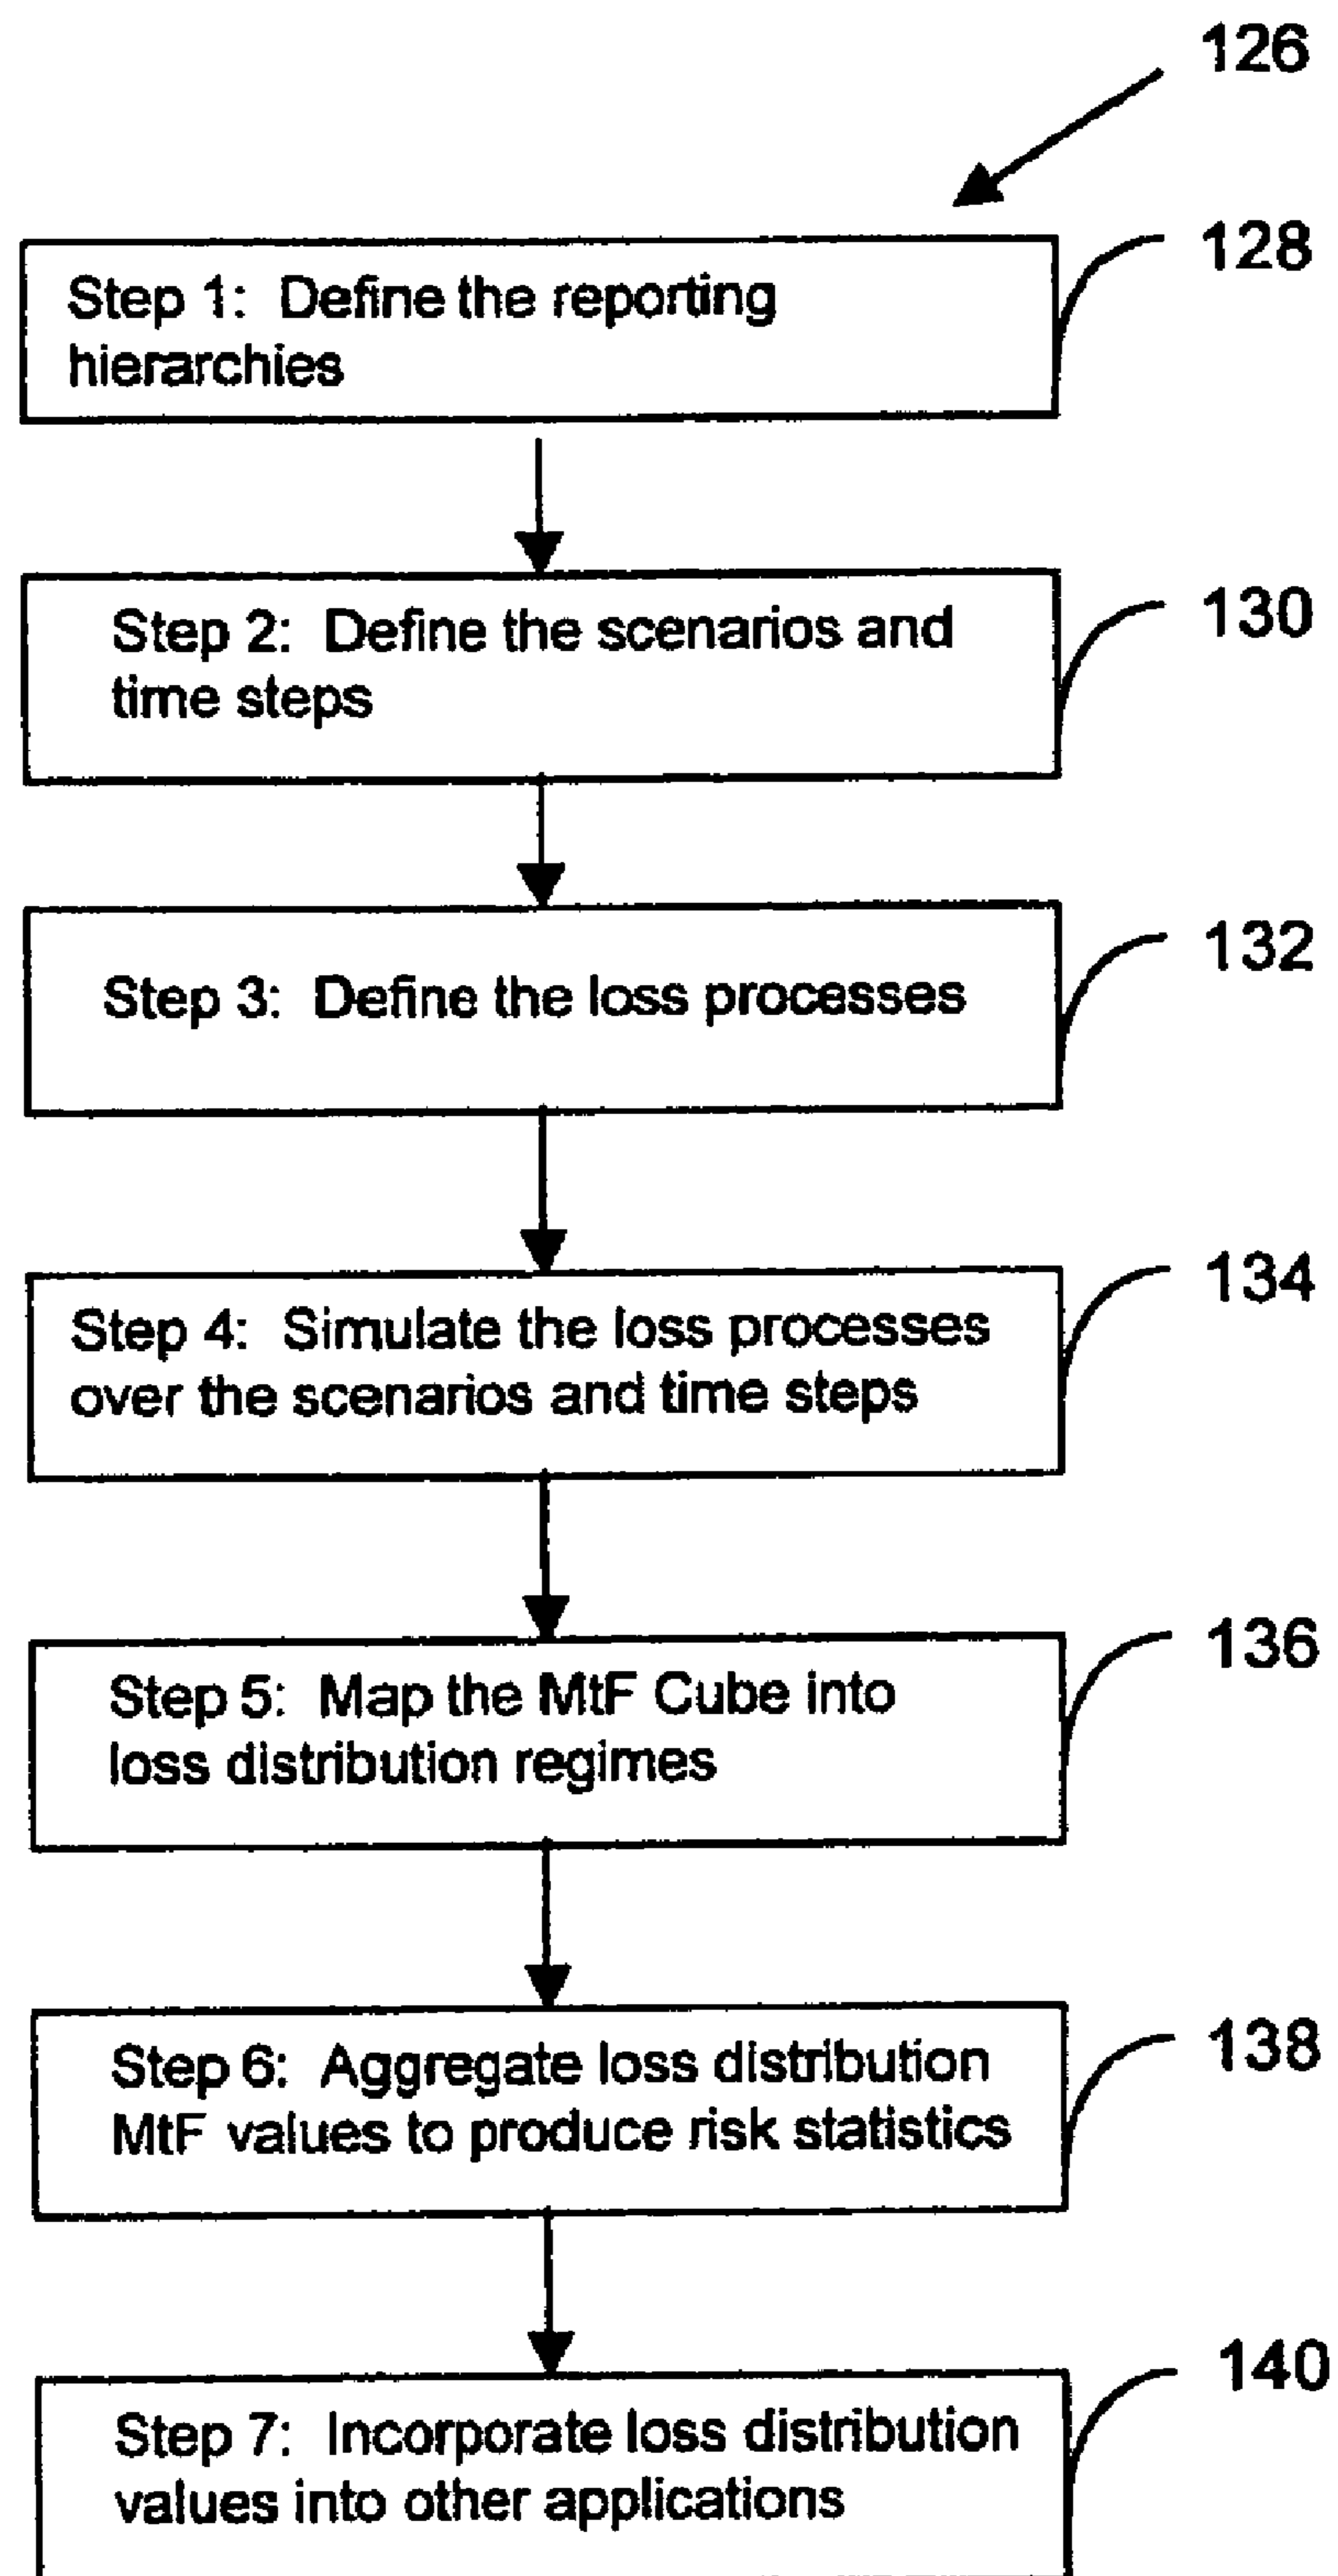 126
128
Step 1: Define the reporting
hierarchies
130
Step 2: Define the scenarios and
time steps
132
Step 3: Define the loss processes
134
Step 4: Simulate the loss processes
over the scenarios and time steps
136
Step 5: Map the MtF Cube into
loss distribution regimes
138
Step 6: Aggregate loss distribution
MtF values to produce risk statistics
140
Step 7: Incorporate loss distribution
values into other applications